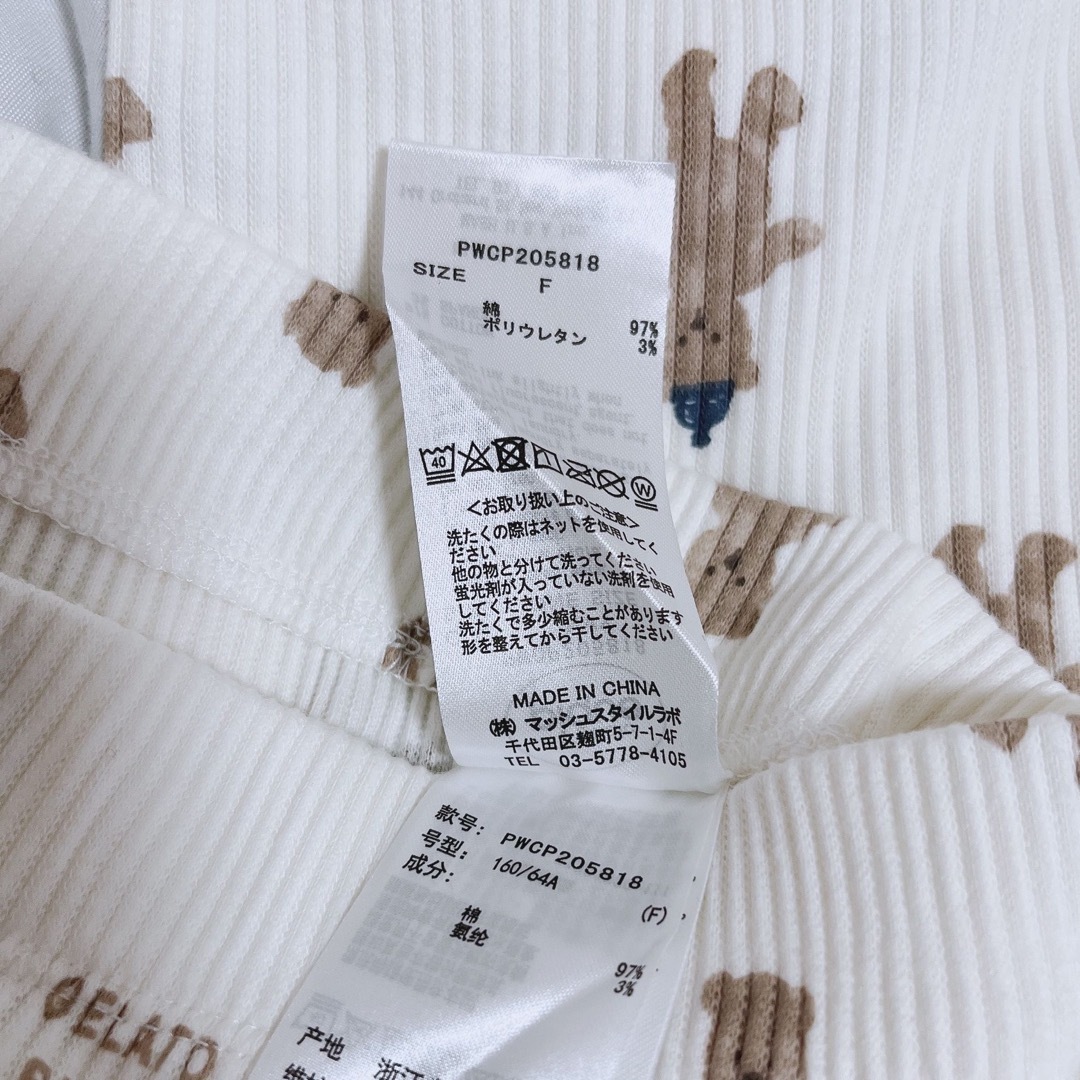 PWCP205818
SIZE F
綿 97%
ポリウレタン 3%
40
W
<お取り扱い上のご注意>
洗たくの際はネットを使用してく
ださい
他の物と分けて洗ってください
蛍光剤が入っていない洗剤を使用
してください
洗たくで多少縮むことがあります
形を整えてから干してください
MADE IN CHINA
(株) マッシュスタイルラボ
千代田区麹町5-7-1-4F
TEL 03-5778-4105
款号: PWCP205818
号型: 160/64A (F)
成分:
棉 97%
氨纶 3%
产地 浙江
GELATO